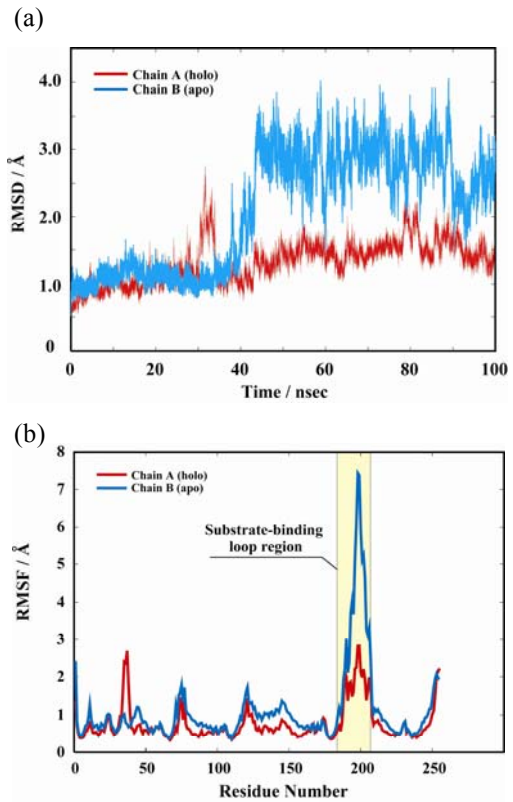 (a)
4.0
3.0
2.0
1.0
0
RMSD / Å
Chain A (holo)
Chain B (apo)
0 20 40 60 80 100
Time / nsec
(b)
8
7
6
5
4
3
2
1
0
RMSF / Å
Chain A (holo)
Chain B (apo)
Substrate-binding
loop region
0 50 100 150 200 250
Residue Number